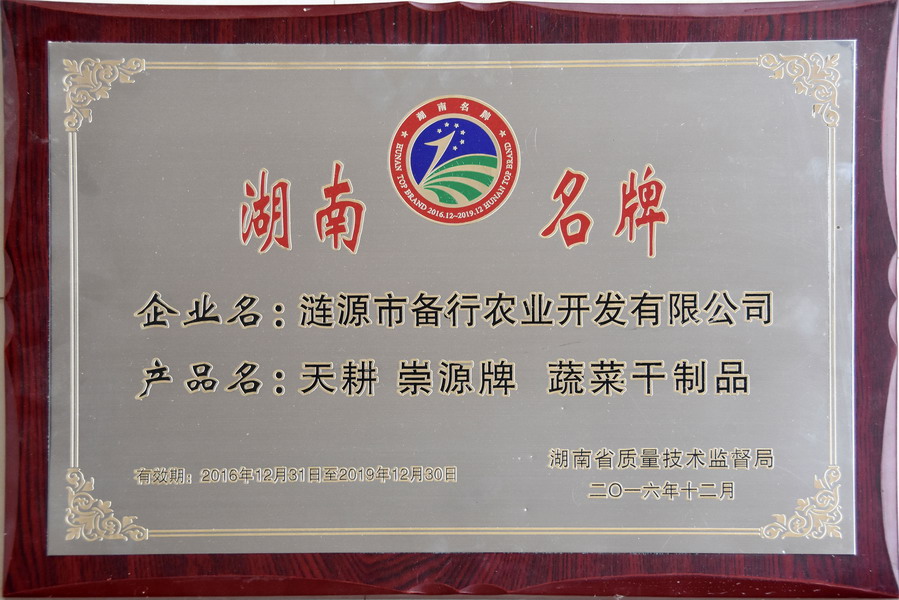 湖南名牌
HUNAN TOP BRAND 2016.12~2019.12 HUNAN TOP BRAND
湖南 名牌
企业名：涟源市备行农业开发有限公司
产品名：天耕 崇源牌 蔬菜干制品
有效期：2016年12月31日至2019年12月30日
湖南省质量技术监督局
二〇一六年十二月